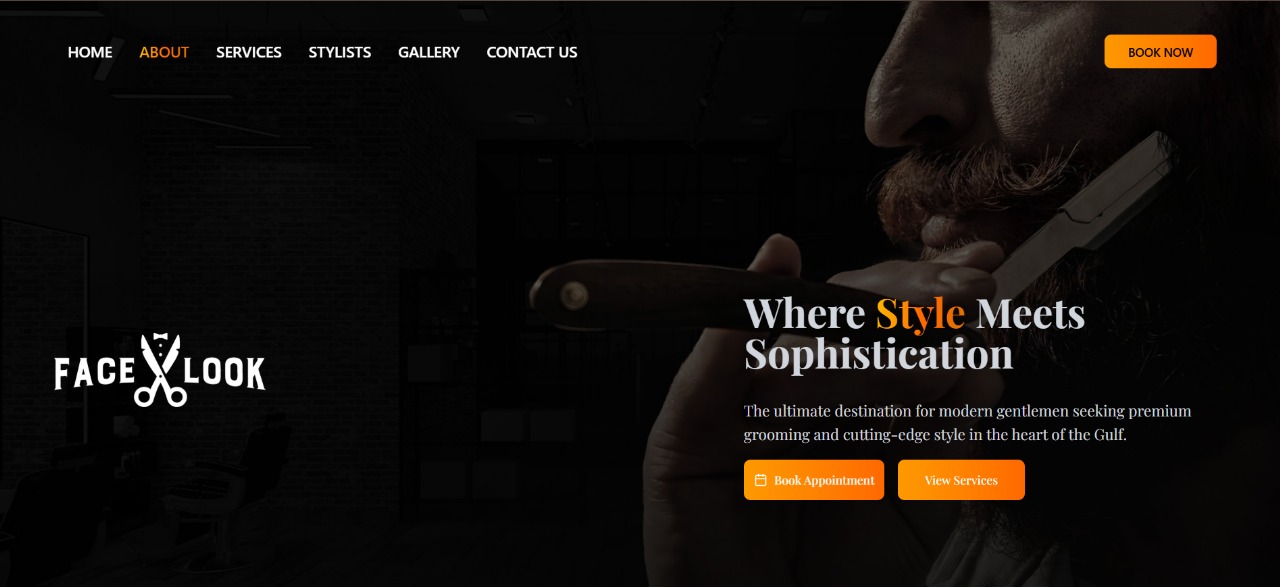 HOME ABOUT SERVICES STYLISTS GALLERY CONTACT US BOOK NOW
FACE LOOK
Where Style Meets
Sophistication
The ultimate destination for modern gentlemen seeking premium
grooming and cutting-edge style in the heart of the Gulf.
Book Appointment View Services